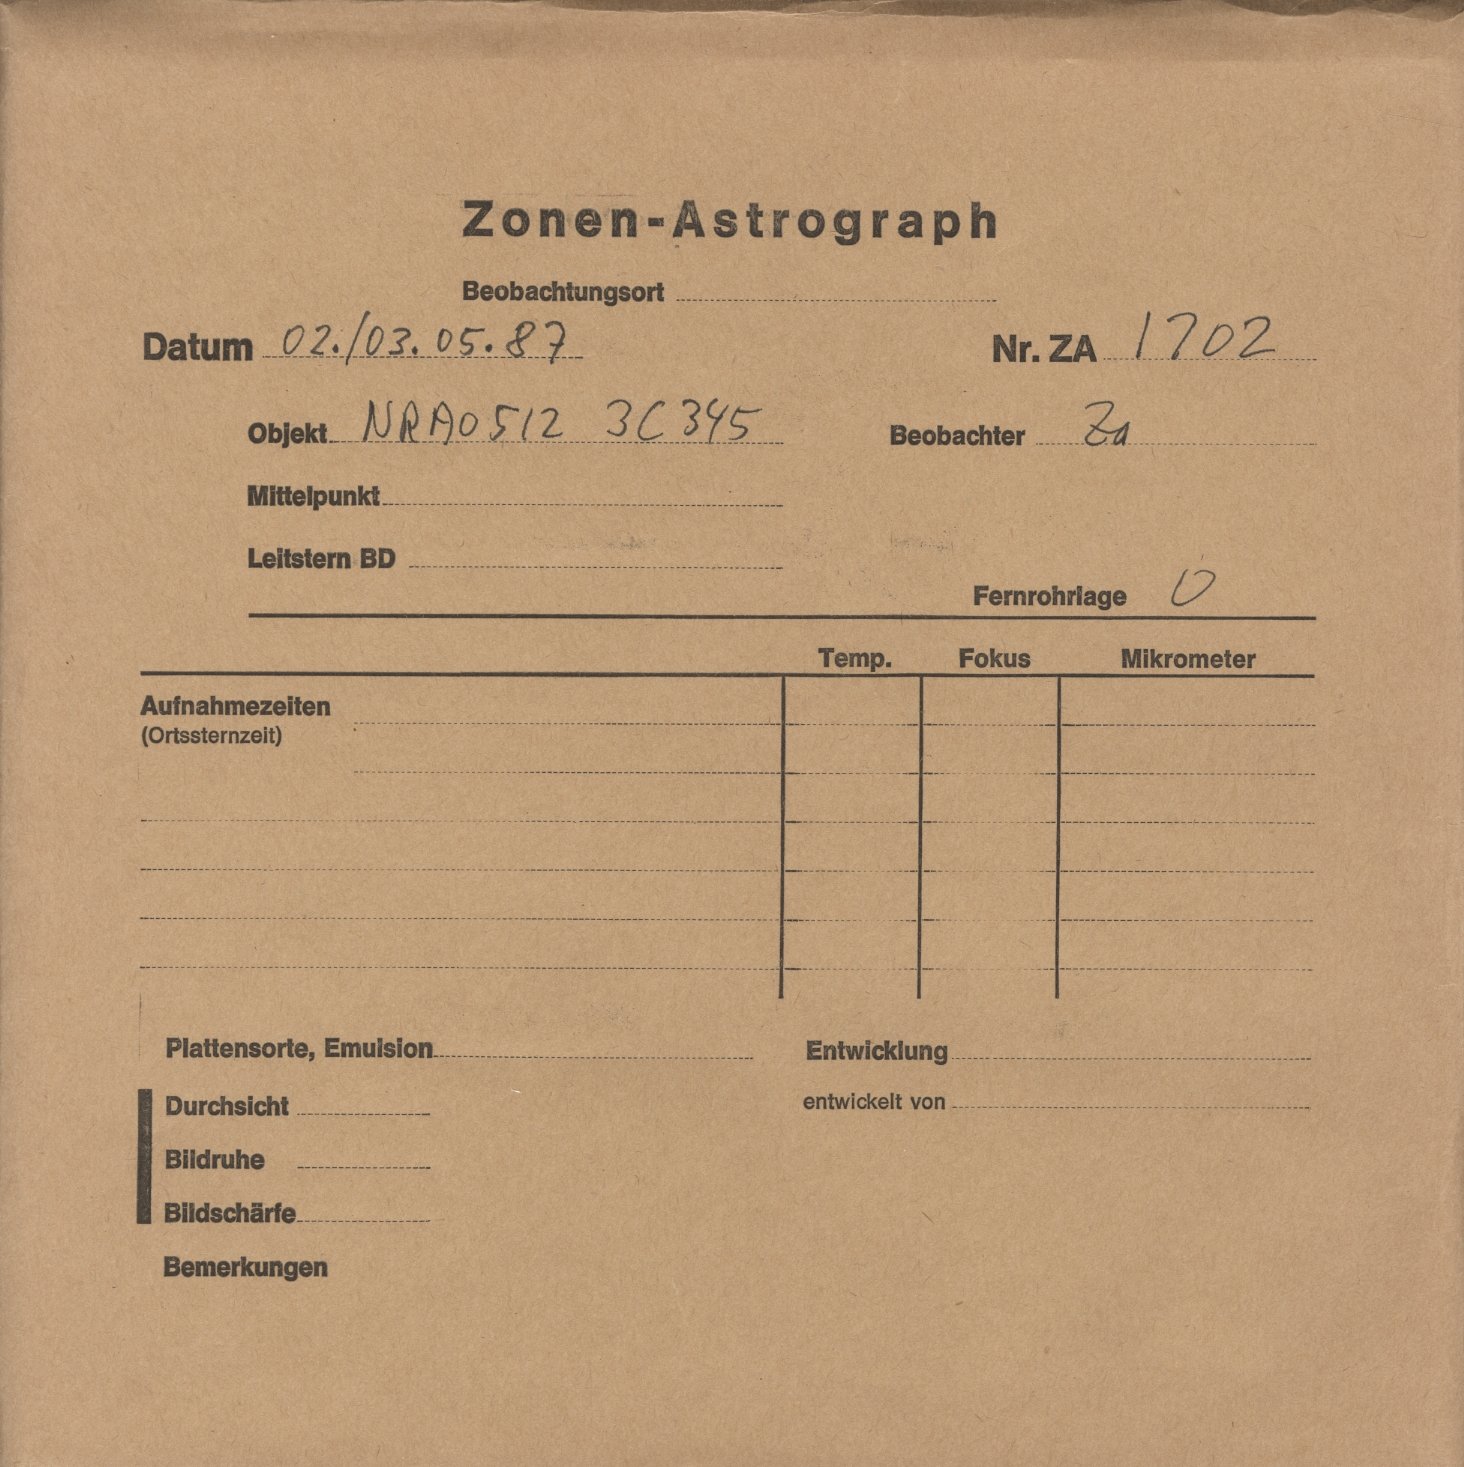 Zonen-Astrograph
Beobachtungsort
Datum 02./03.05.87 Nr. ZA 1702
Objekt NRAO512 3C345 Beobachter Za
Mittelpunkt
Leitstern BD
Fernrohrlage O
Temp. Fokus Mikrometer
Aufnahmezeiten
(Ortssternzeit)
Plattensorte, Emulsion Entwicklung
Durchsicht entwickelt von
Bildruhe
Bildschärfe
Bemerkungen